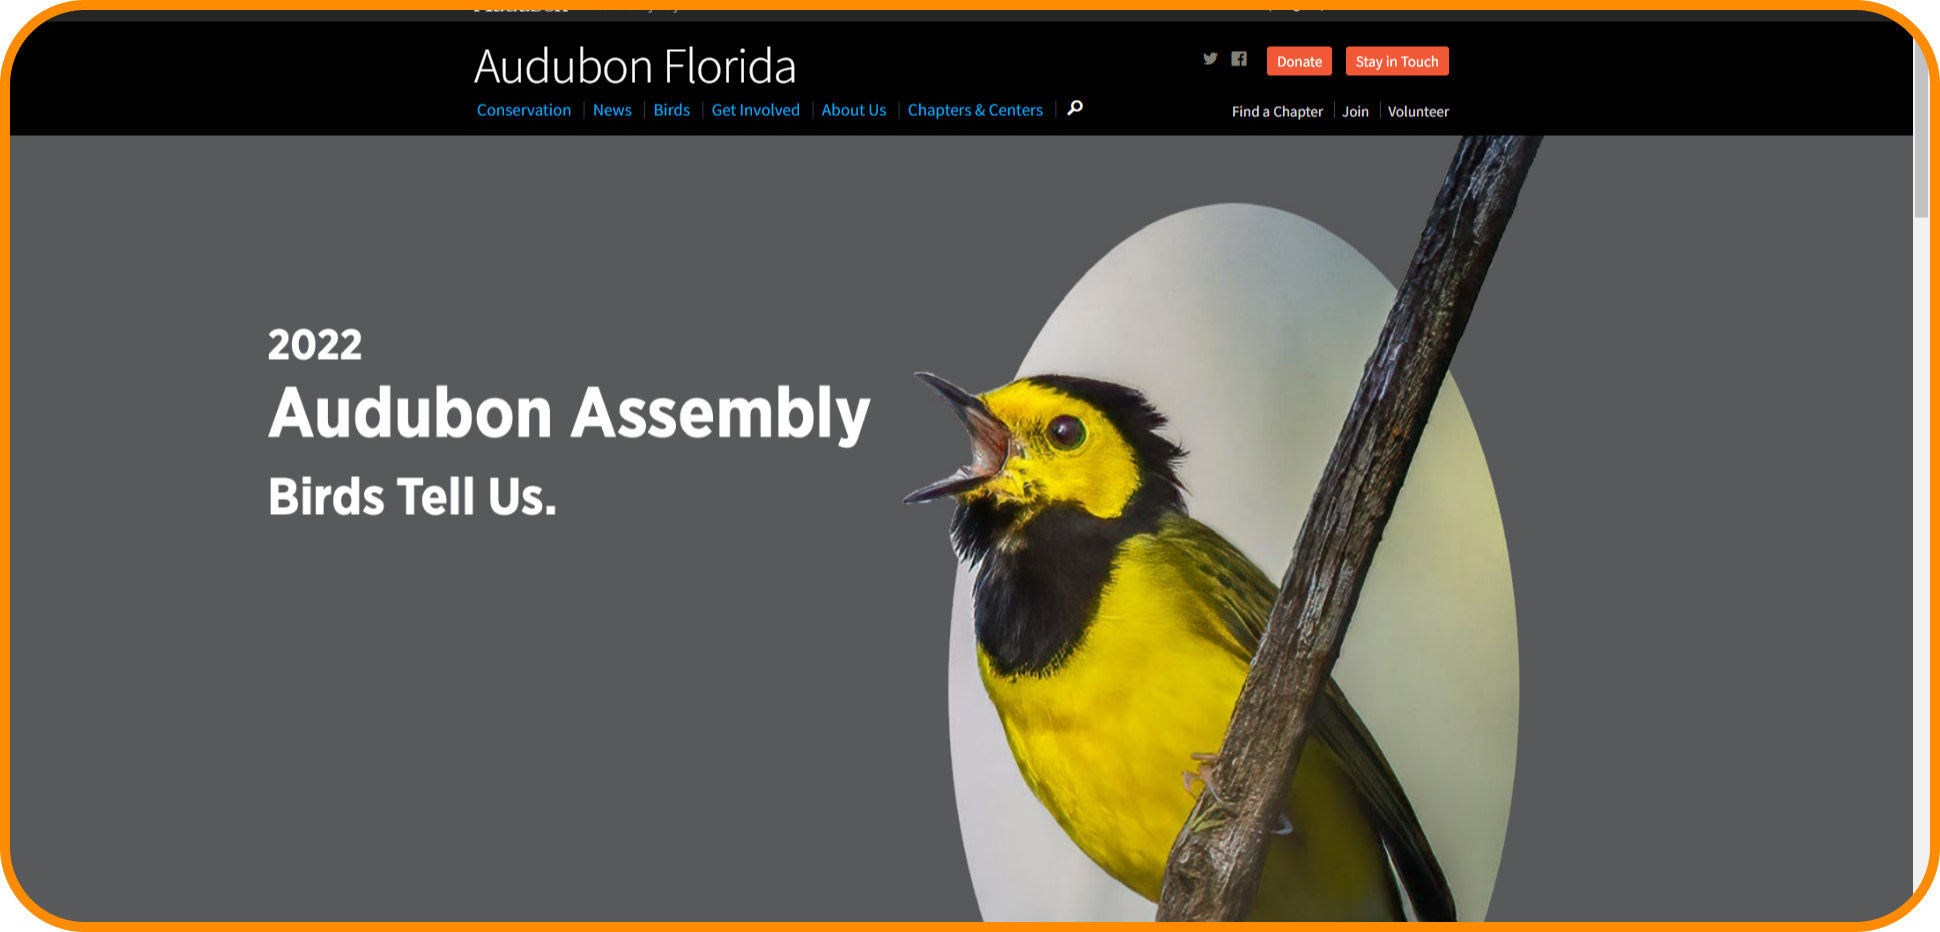 Audubon Florida
Donate
Stay in Touch
Conservation News Birds Get Involved About Us Chapters & Centers
Find a Chapter Join Volunteer
2022
Audubon Assembly
Birds Tell Us.